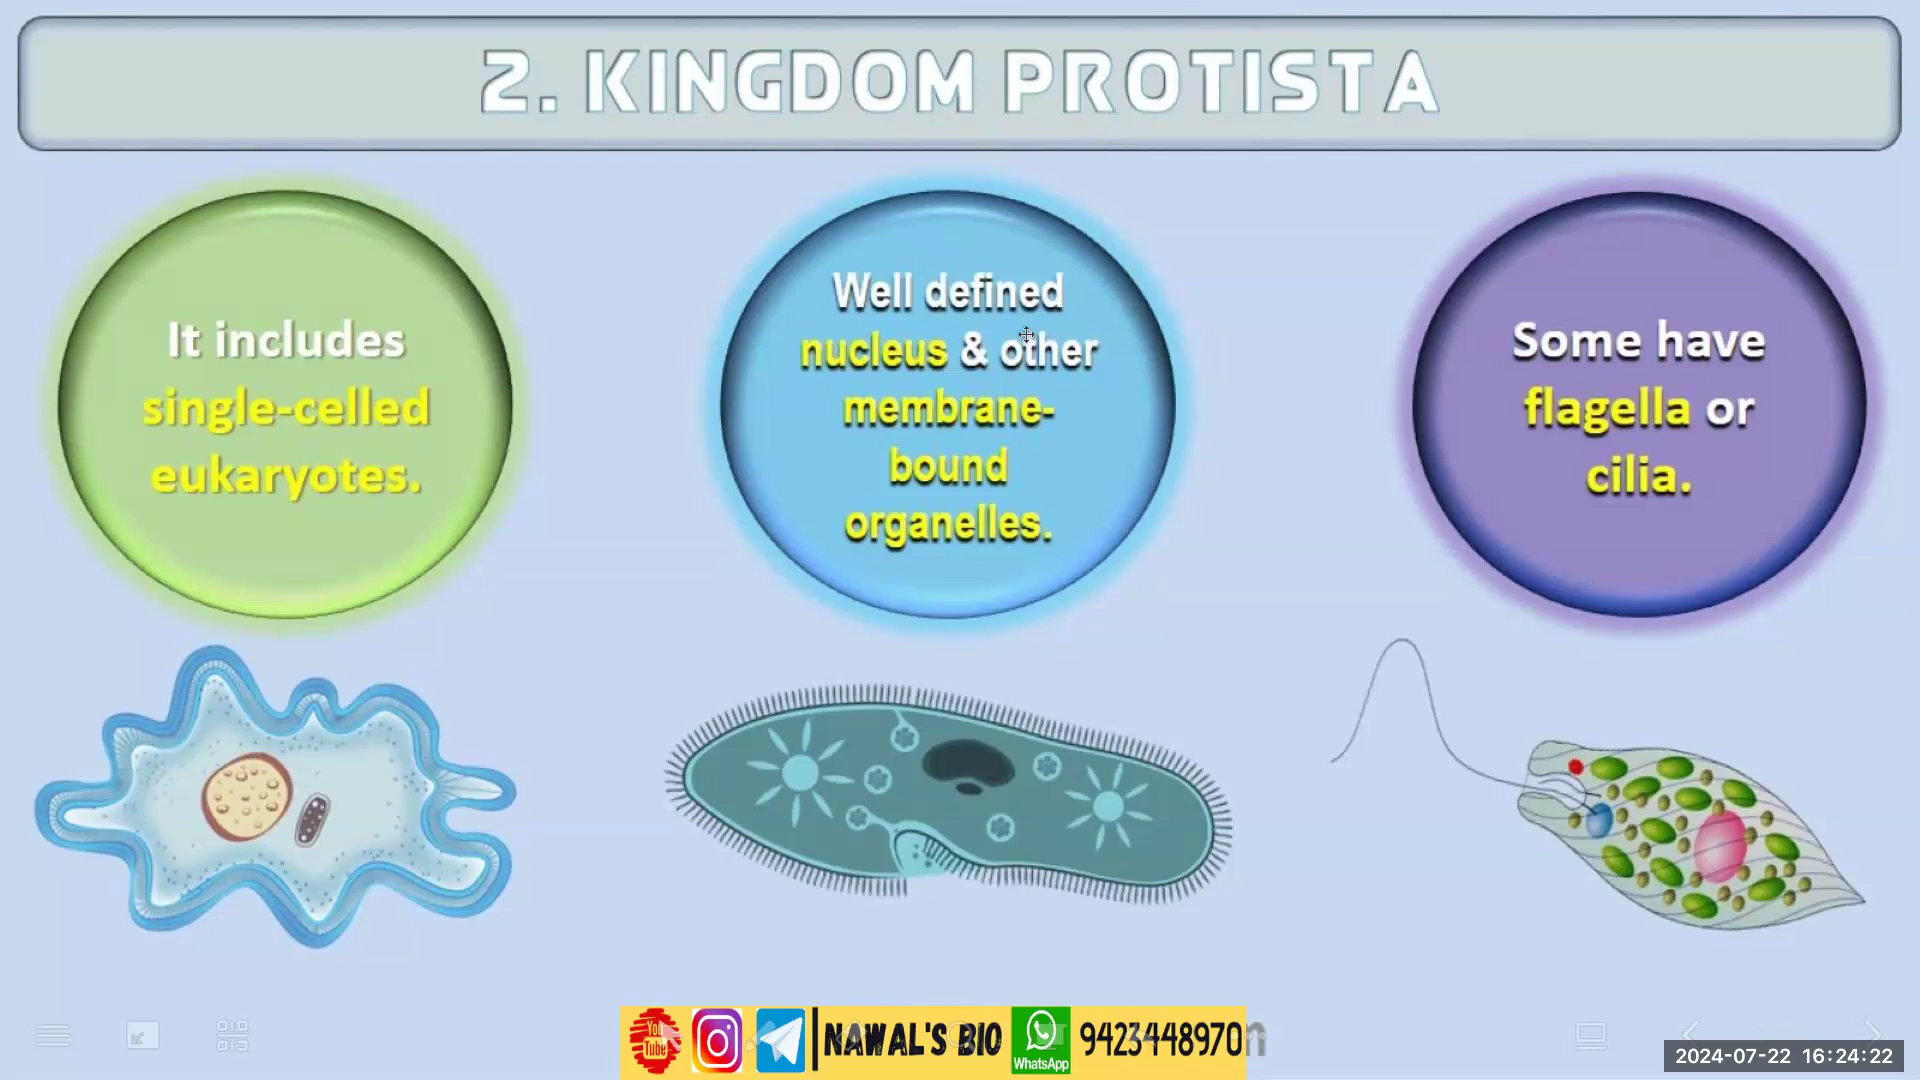 2. KINGDOM PROTISTA
It includes
single-celled
eukaryotes.
Well defined
nucleus & other
membrane-
bound
organelles.
Some have
flagella or
cilia.
You
Tube
NAWAL'S BIO
WhatsApp
9423448970
2024-07-22 16:24:22